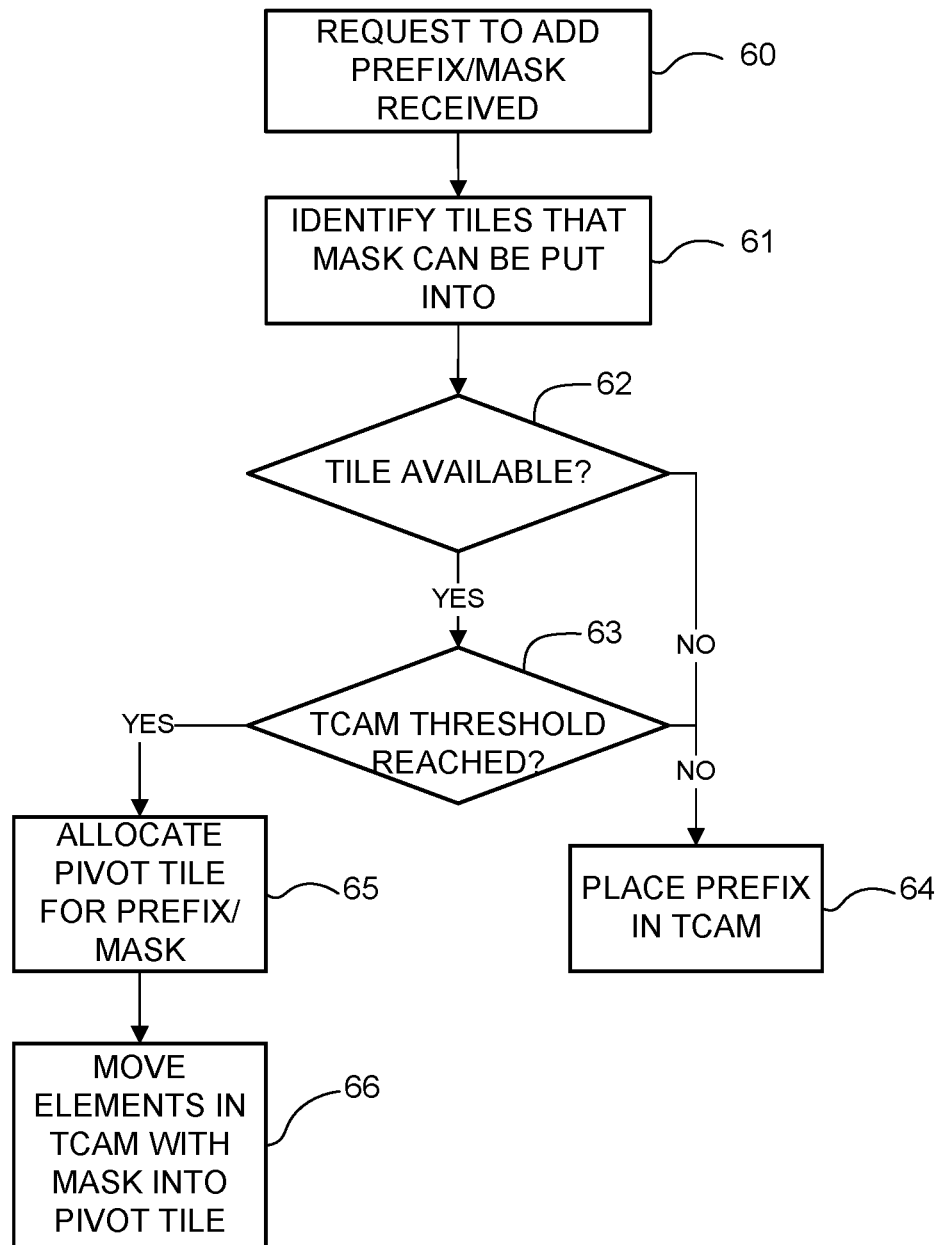 REQUEST TO ADD
PREFIX/MASK
RECEIVED
60
IDENTIFY TILES THAT
MASK CAN BE PUT
INTO
61
62
TILE AVAILABLE?
YES
NO
63
TCAM THRESHOLD
REACHED?
YES
NO
ALLOCATE
PIVOT TILE
FOR PREFIX/
MASK
65
PLACE PREFIX
IN TCAM
64
MOVE
ELEMENTS IN
TCAM WITH
MASK INTO
PIVOT TILE
66